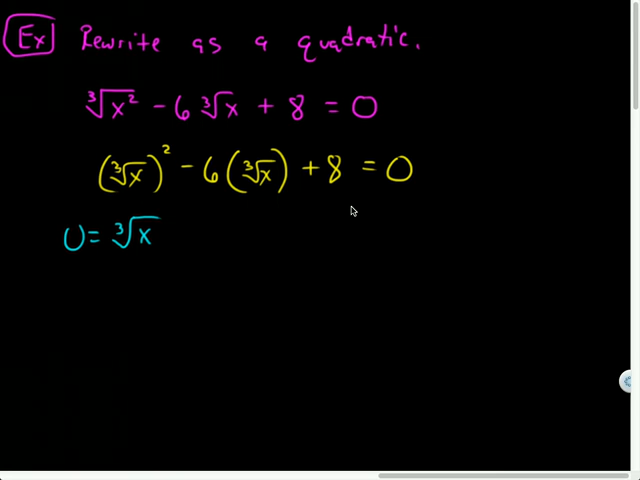 Ex Rewrite as a quadratic.
∛x² - 6 ∛x + 8 = 0
(∛x)² - 6(∛x) + 8 = 0
U = ∛x